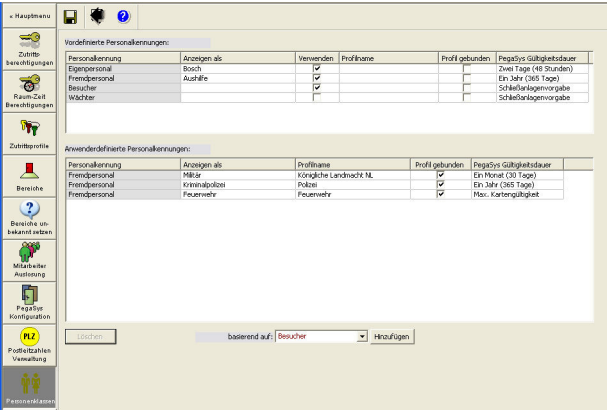 « Hauptmenu
Zutritts-
berechtigungen
Raum-Zeit
Berechtigungen
Zutrittsprofile
Bereiche
Bereiche un-
bekannt setzen
Mitarbeiter
Auslosung
PegaSys
Konfiguration
PLZ
Postleitzahlen
Verwaltung
Personenklassen
Vordefinierte Personalkennungen:
Personalkennung Anzeigen als Verwenden Profilname Profil gebunden PegaSys Gültigkeitsdauer
Eigenpersonal Bosch Zwei Tage (48 Stunden)
Fremdpersonal Aushilfe Ein Jahr (365 Tage)
Besucher Schließanlagenvorgabe
Wächter Schließanlagenvorgabe
Anwenderdefinierte Personalkennungen:
Personalkennung Anzeigen als Profilname Profil gebunden PegaSys Gültigkeitsdauer
Fremdpersonal Militär Königliche Landmacht NL Ein Monat (30 Tage)
Fremdpersonal Kriminalpolizei Polizei Ein Jahr (365 Tage)
Fremdpersonal Feuerwehr Feuerwehr Max. Kartengültigkeit
Löschen basierend auf: Besucher Hinzufügen